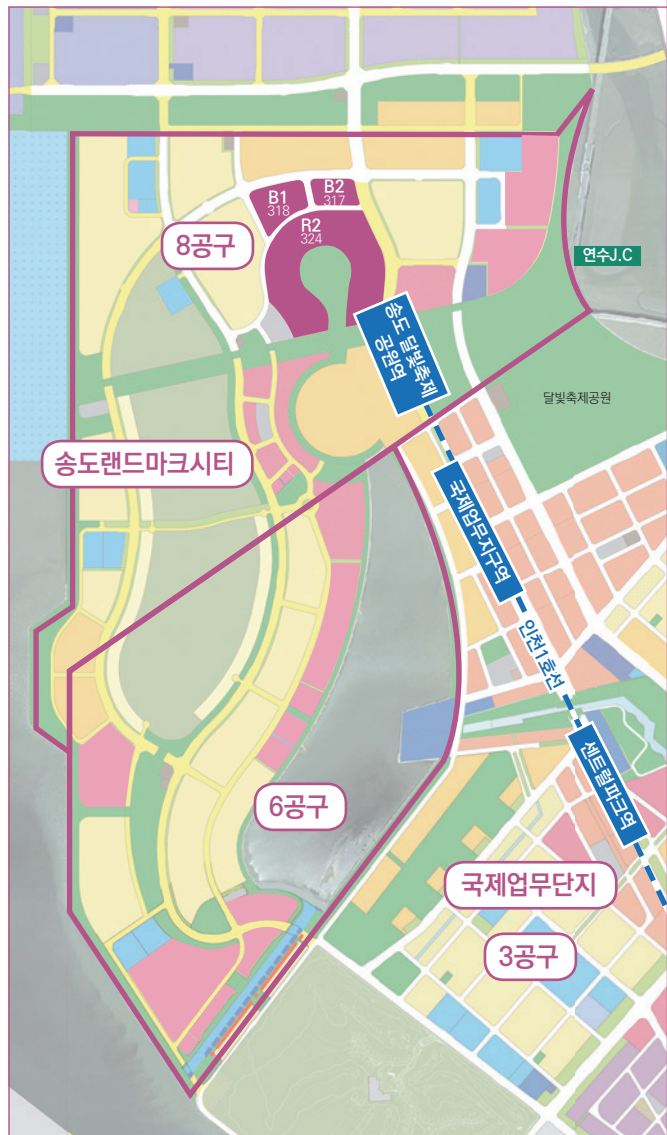 B1
318
B2
317
R2
324
8공구
연수J.C
송도 달빛축제
공원역
달빛축제공원
송도랜드마크시티
국제업무지구역
인천1호선
센트럴파크역
6공구
국제업무단지
3공구